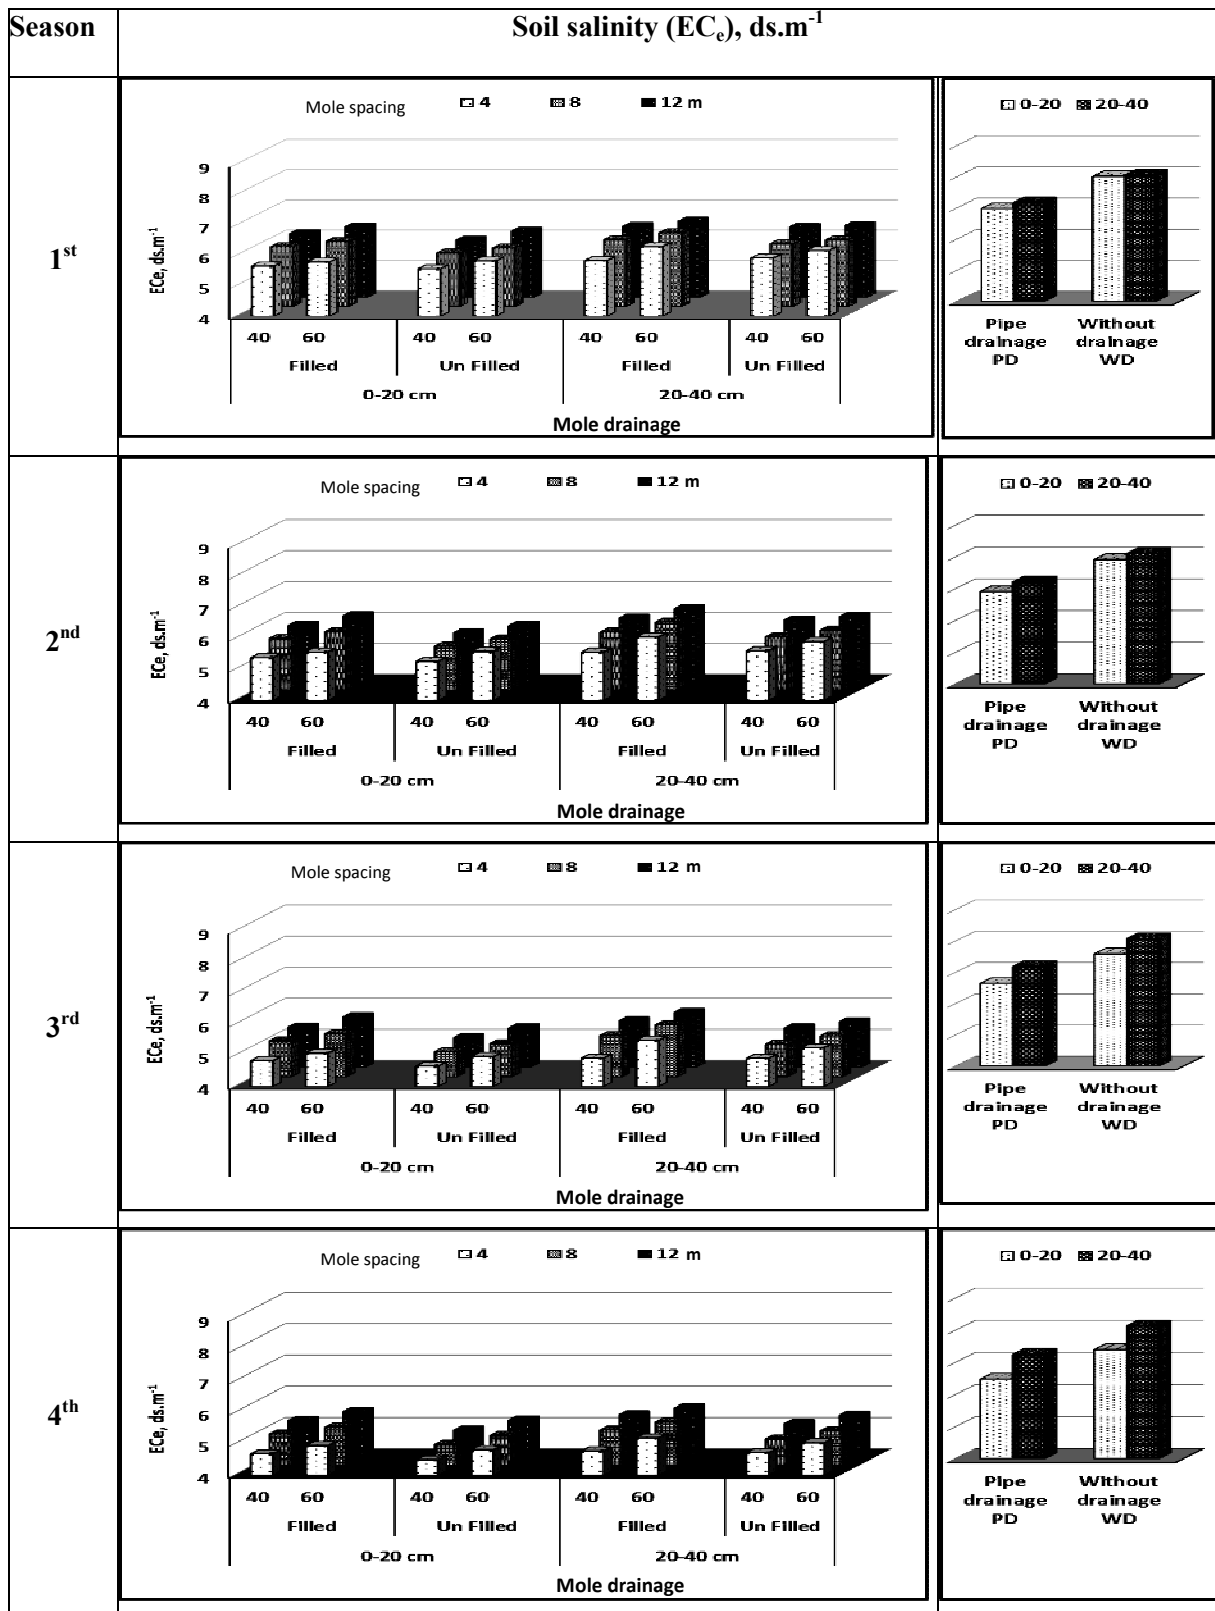 Season
Soil salinity (ECe), ds.m-1
1st
Mole spacing 4 8 12 m
ECe, ds.m-1
9
8
7
6
5
4
40 60 40 60 40 60 40 60
Filled Un Filled Filled Un Filled
0-20 cm 20-40 cm
Mole drainage
0-20 20-40
Pipe Without
drainage drainage
PD WD
2nd
Mole spacing 4 8 12 m
ECe, ds.m-1
9
8
7
6
5
4
40 60 40 60 40 60 40 60
Filled Un Filled Filled Un Filled
0-20 cm 20-40 cm
Mole drainage
0-20 20-40
Pipe Without
drainage drainage
PD WD
3rd
Mole spacing 4 8 12 m
ECe, ds.m-1
9
8
7
6
5
4
40 60 40 60 40 60 40 60
Filled Un Filled Filled Un Filled
0-20 cm 20-40 cm
Mole drainage
0-20 20-40
Pipe Without
drainage drainage
PD WD
4th
Mole spacing 4 8 12 m
ECe, ds.m-1
9
8
7
6
5
4
40 60 40 60 40 60 40 60
Filled Un Filled Filled Un Filled
0-20 cm 20-40 cm
Mole drainage
0-20 20-40
Pipe Without
drainage drainage
PD WD